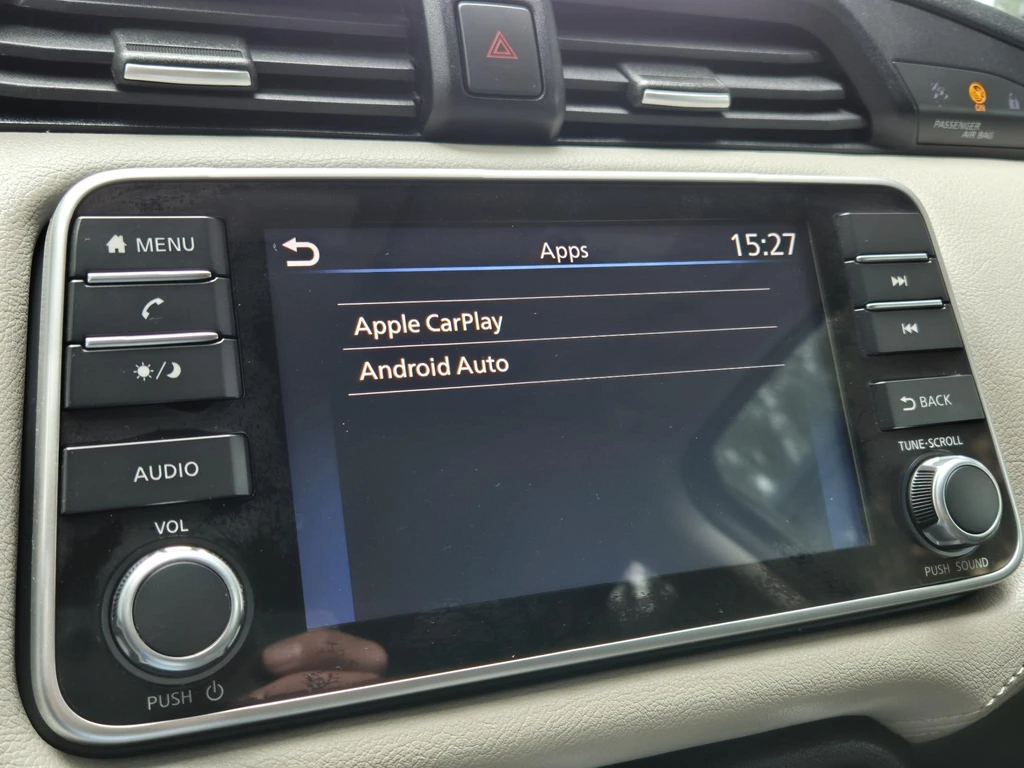 ON
PASSENGER
AIR BAG
MENU
Apps
15:27
Apple CarPlay
Android Auto
BACK
AUDIO
TUNE·SCROLL
VOL
PUSH SOUND
PUSH